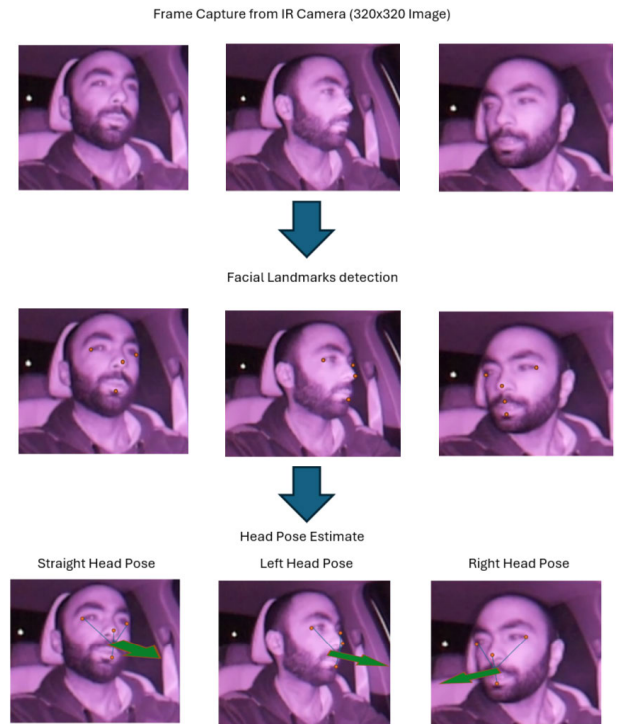 Frame Capture from IR Camera (320x320 Image)
Facial Landmarks detection
Head Pose Estimate
Straight Head Pose
Left Head Pose
Right Head Pose